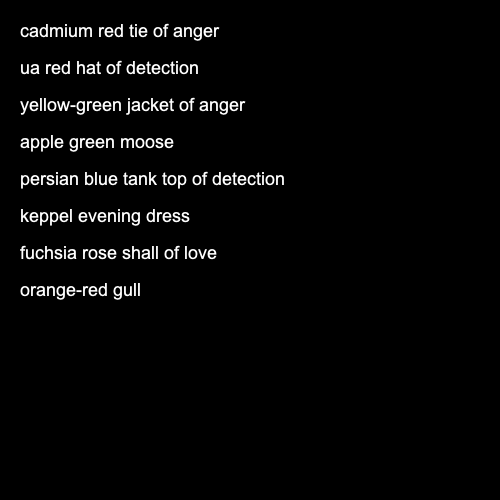 cadmium red tie of anger
ua red hat of detection
yellow-green jacket of anger
apple green moose
persian blue tank top of detection
keppel evening dress
fuchsia rose shall of love
orange-red gull